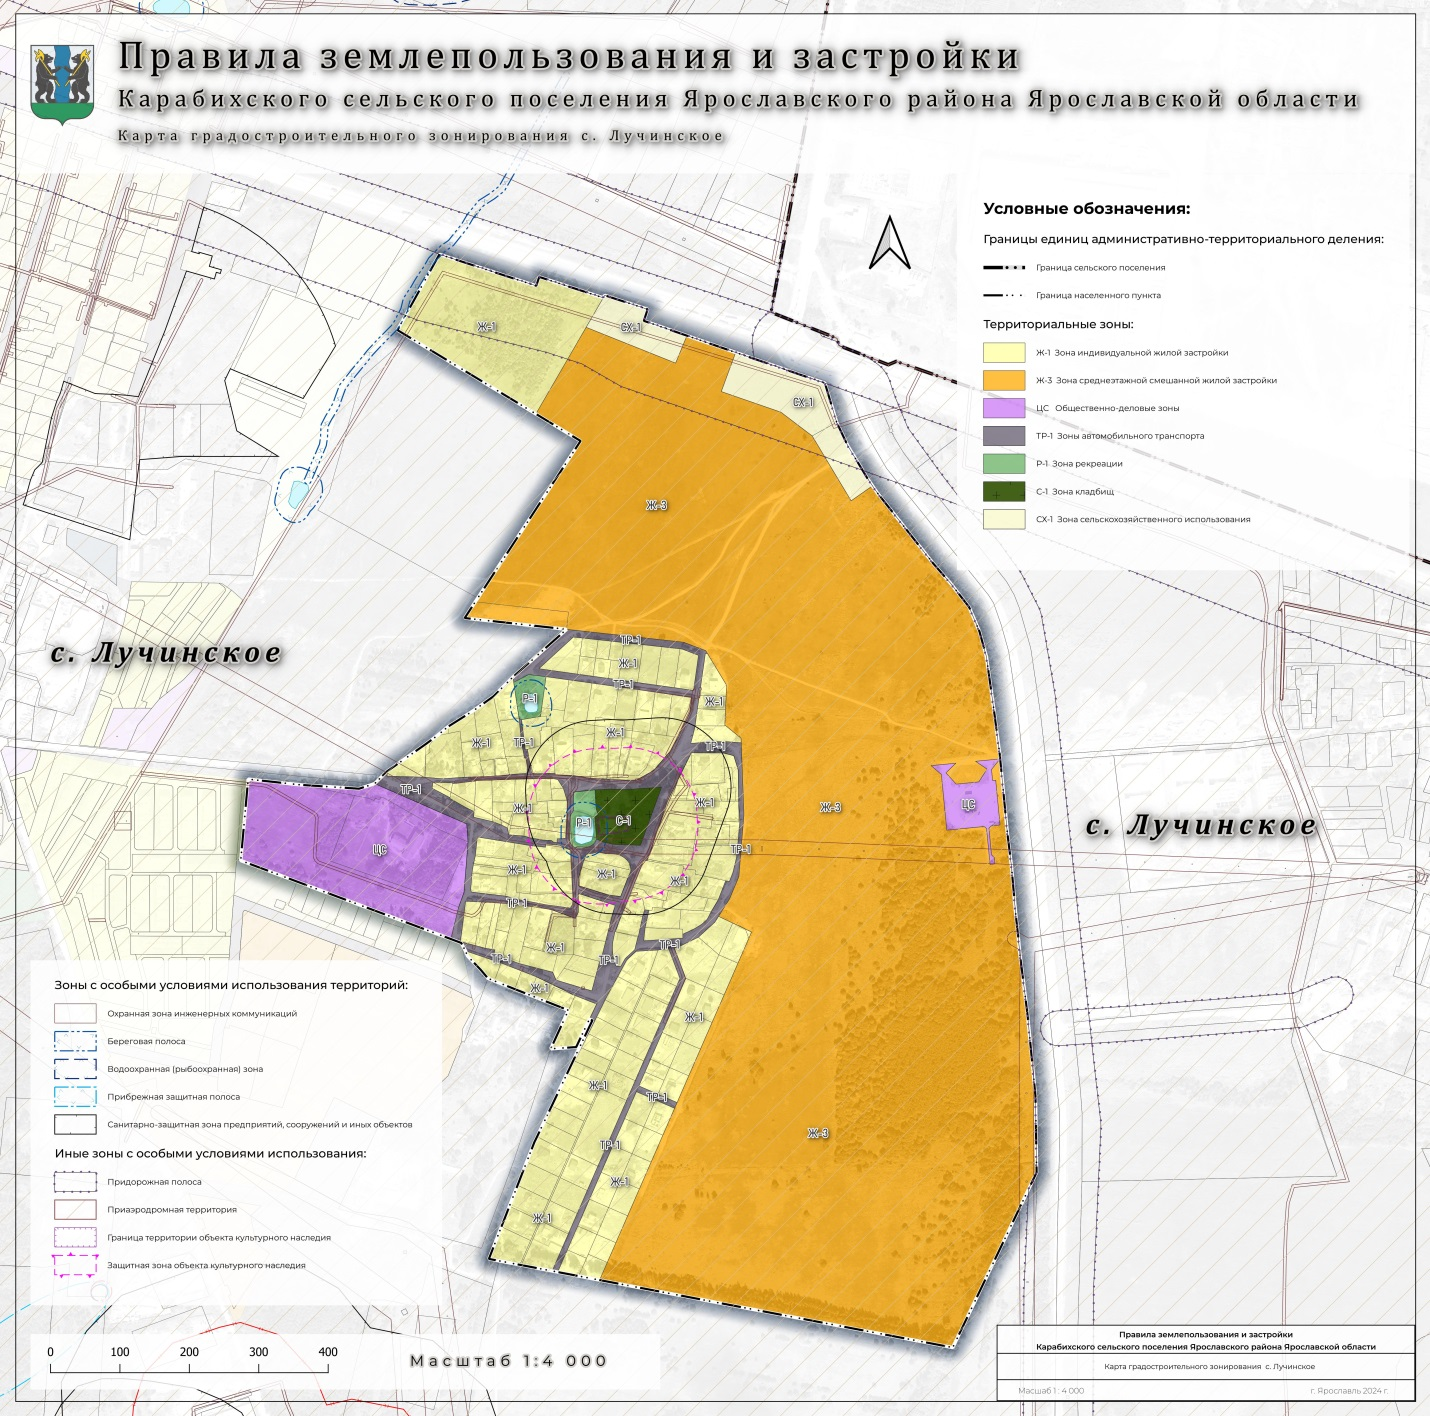 Правила землепользования и застройки
Карабихского сельского поселения Ярославского района Ярославской области
Карта градостроительного зонирования с. Лучинское
Условные обозначения:
Границы единиц административно-территориального деления:
Граница сельского поселения
Граница населенного пункта
Территориальные зоны:
Ж-1 Зона индивидуальной жилой застройки
Ж-3 Зона среднеэтажной смешанной жилой застройки
ЦС Общественно-деловые зоны
ТР-1 Зоны автомобильного транспорта
Р-1 Зона рекреации
С-1 Зона кладбищ
СХ-1 Зона сельскохозяйственного использования
Ж-1
СХ-1
СХ-1
Ж-3
с. Лучинское
ТР-1
Ж-1
ТР-1
Р-1
Ж-1
Ж-1
Ж-1
ТР-1
ТР-1
ТР-1
Ж-1
Ж-1
Ж-3
ЦС
Р-1
С-1
с. Лучинское
ЦС
ТР-1
Ж-1
Ж-1
Ж-1
ТР-1
Ж-1
ТР-1
ТР-1
ТР-1
Ж-1
Ж-1
Ж-1
ТР-1
Ж-3
ТР-1
Ж-1
Ж-1
Зоны с особыми условиями использования территорий:
Охранная зона инженерных коммуникаций
Береговая полоса
Водоохранная (рыбоохранная) зона
Прибрежная защитная полоса
Санитарно-защитная зона предприятий, сооружений и иных объектов
Иные зоны с особыми условиями использования:
Придорожная полоса
Приаэродромная территория
Граница территории объекта культурного наследия
Защитная зона объекта культурного наследия
0 100 200 300 400
Масштаб 1:4 000
Правила землепользования и застройки
Карабихского сельского поселения Ярославского района Ярославской области
Карта градостроительного зонирования с. Лучинское
Масштаб 1 : 4 000
г. Ярославль 2024 г.